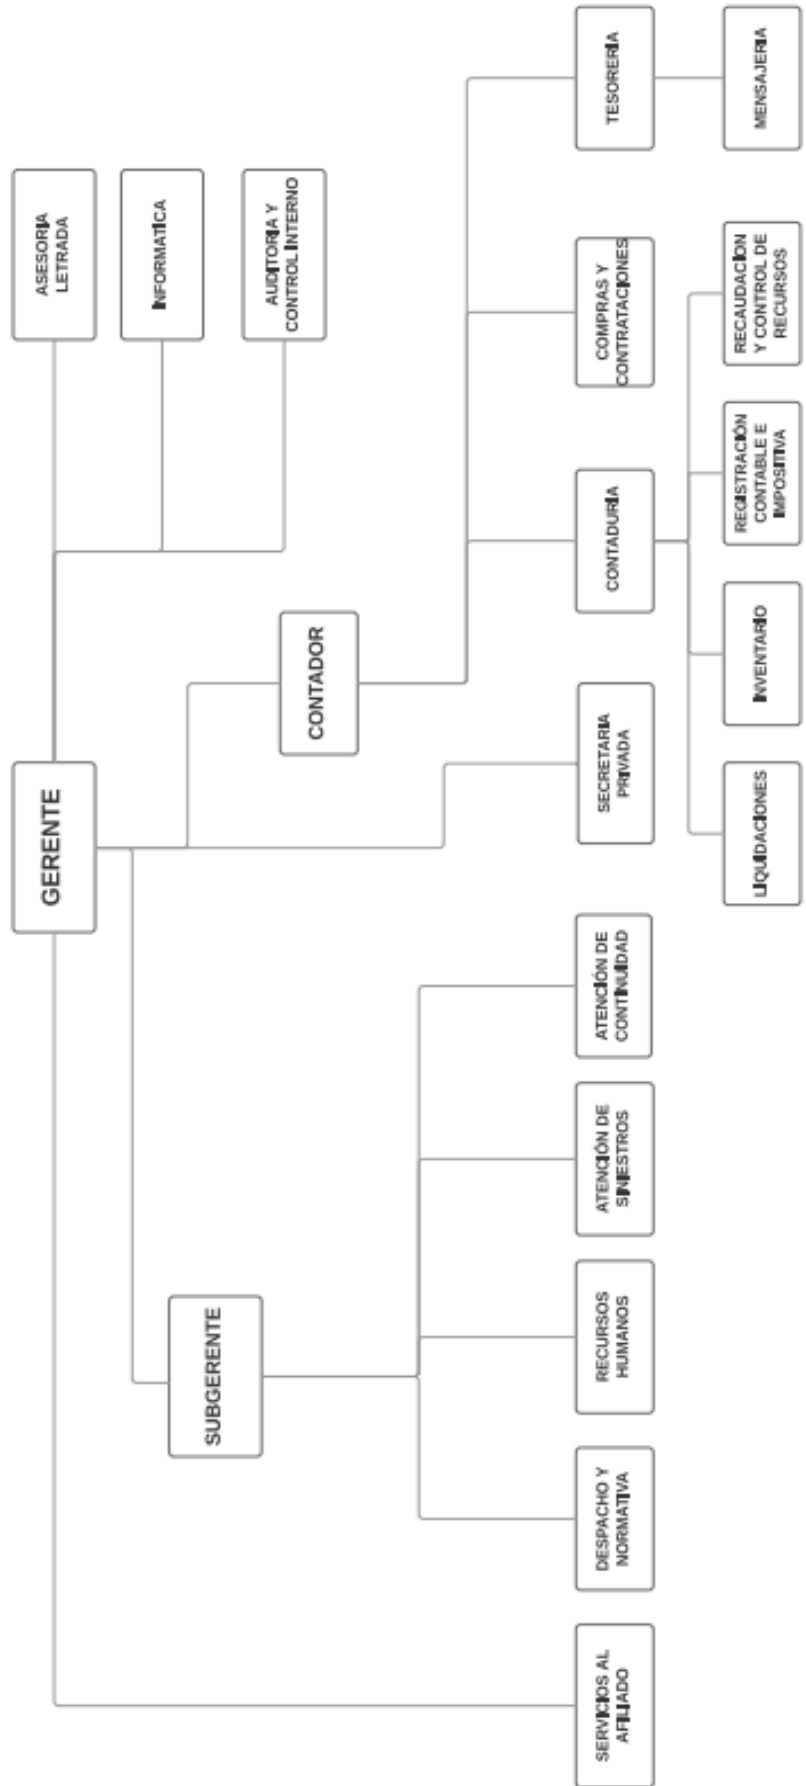 GERENTE
ASESORIA
LETRADA
INFORMATICA
AUDITORIA Y
CONTROL INTERNO
CONTADOR
SUBGERENTE
SERVICIOS AL
AFILIADO
DESPACHO Y
NORMATIVA
RECURSOS
HUMANOS
ATENCIÓN DE
SINIESTROS
ATENCIÓN DE
CONTINUIDAD
SECRETARIA
PRIVADA
CONTADURIA
COMPRAS Y
CONTRATACIONES
TESORERIA
LIQUIDACIONES
INVENTARIO
REGISTRACIÓN
CONTABLE E
IMPOSITIVA
RECAUDACION
Y CONTROL DE
RECURSOS
MENSAJERIA